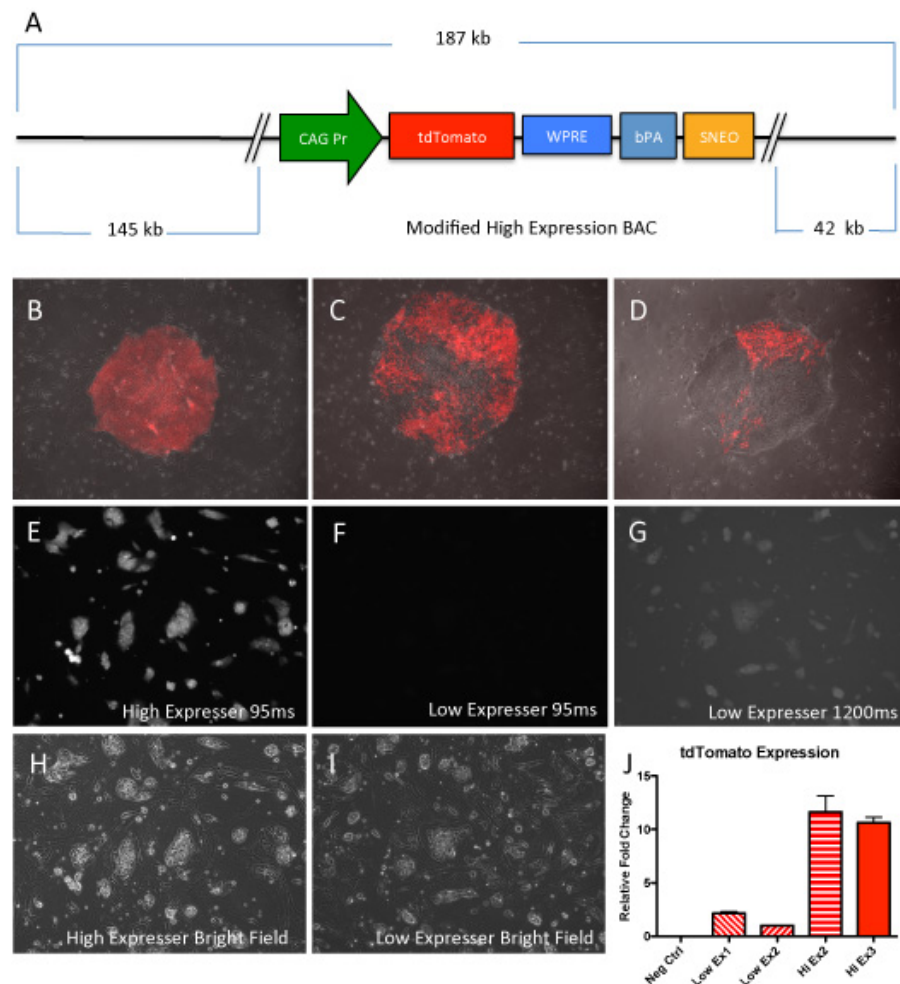 A
187 kb
CAG Pr
tdTomato
WPRE
bPA
SNEO
145 kb
Modified High Expression BAC
42 kb
B
C
D
E
High Expresser 95ms
F
Low Expresser 95ms
G
Low Expresser 1200ms
H
High Expresser Bright Field
I
Low Expresser Bright Field
J
tdTomato Expression
Relative Fold Change
15
10
5
0
Neg Ctrl
Low Ex1
Low Ex2
Hi Ex2
Hi Ex3